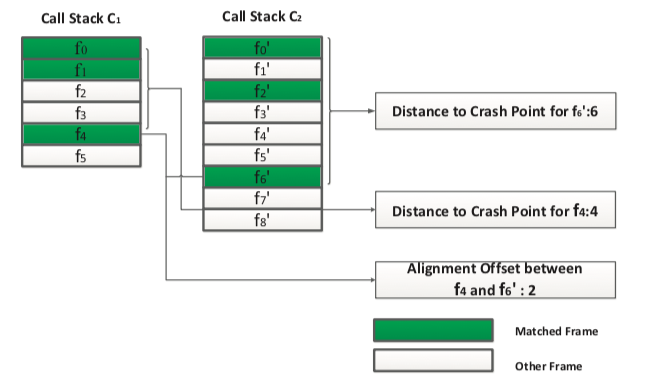 Call Stack C1
Call Stack C2
f0
f1
f2
f3
f4
f5
f0'
f1'
f2'
f3'
f4'
f5'
f6'
f7'
f8'
Distance to Crash Point for f6':6
Distance to Crash Point for f4:4
Alignment Offset between
f4 and f6' : 2
Matched Frame
Other Frame